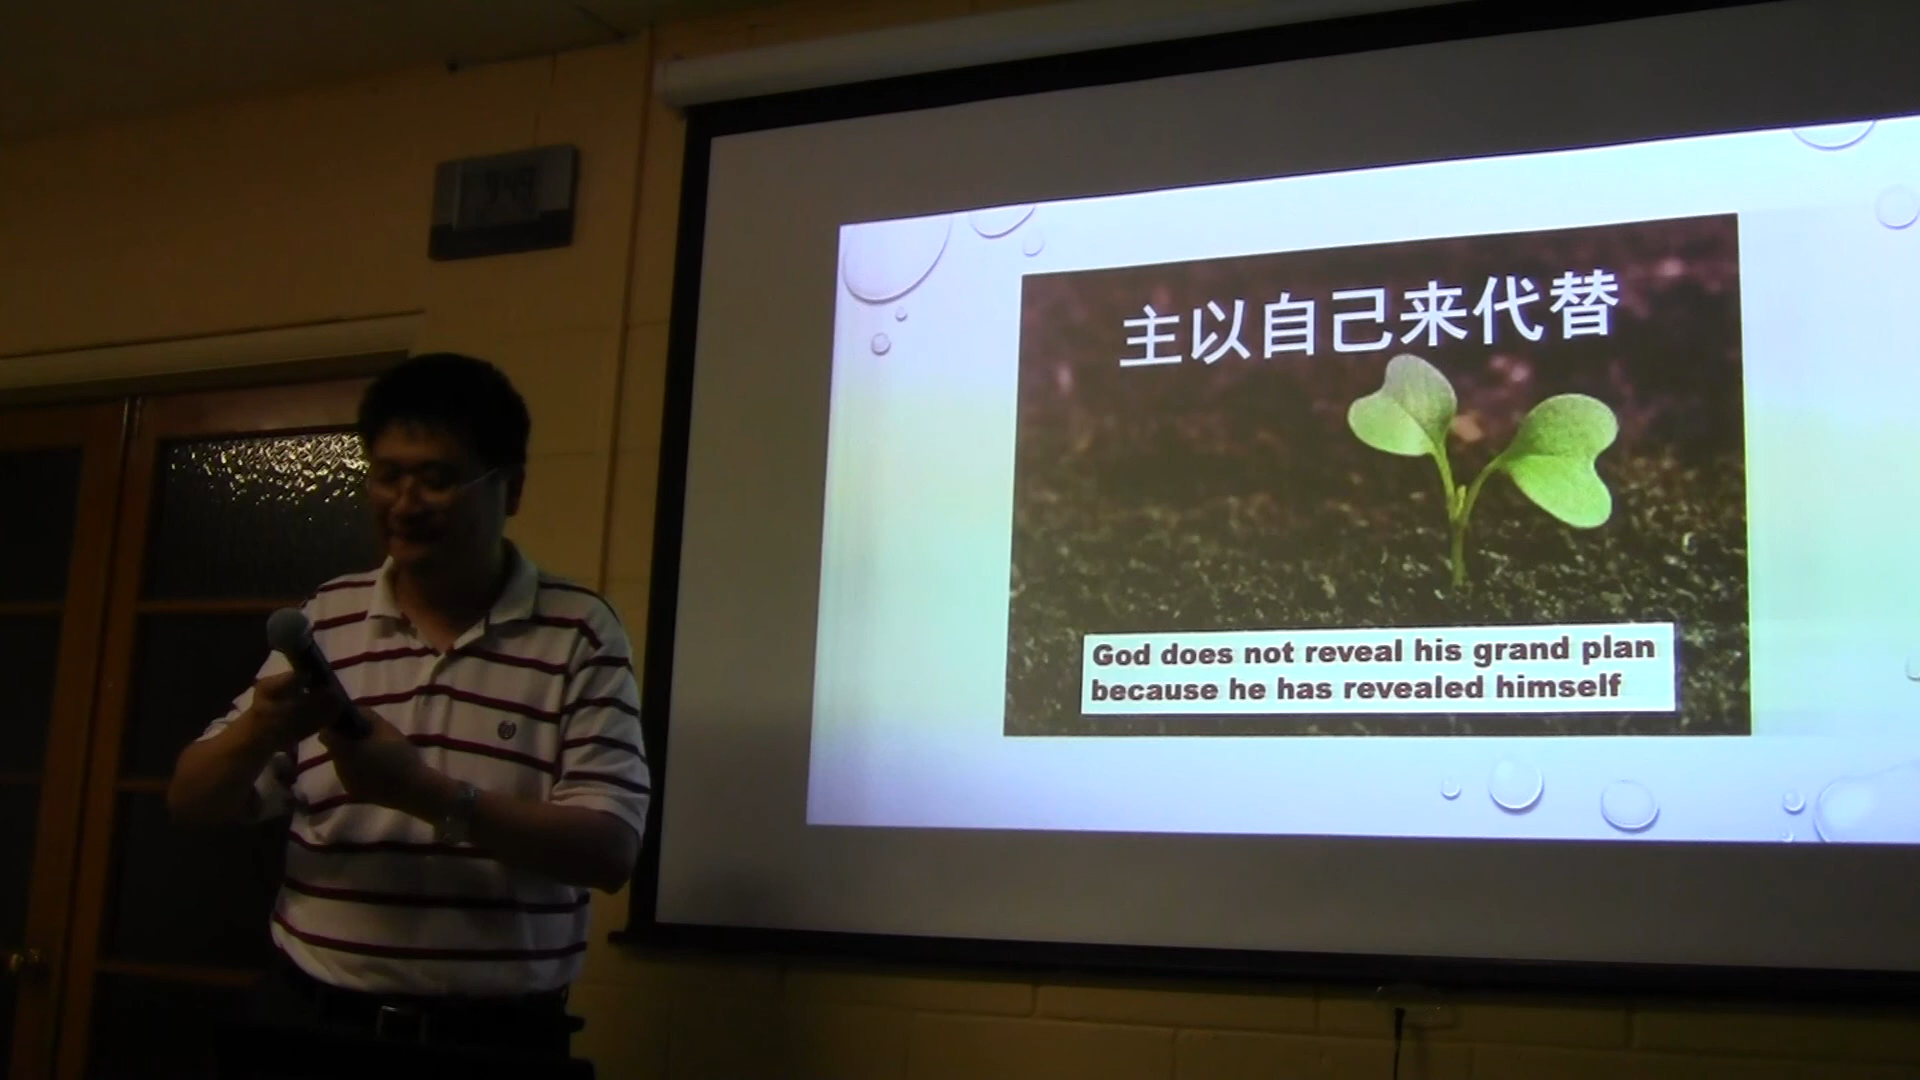 主以自己来代替
God does not reveal his grand plan
because he has revealed himself